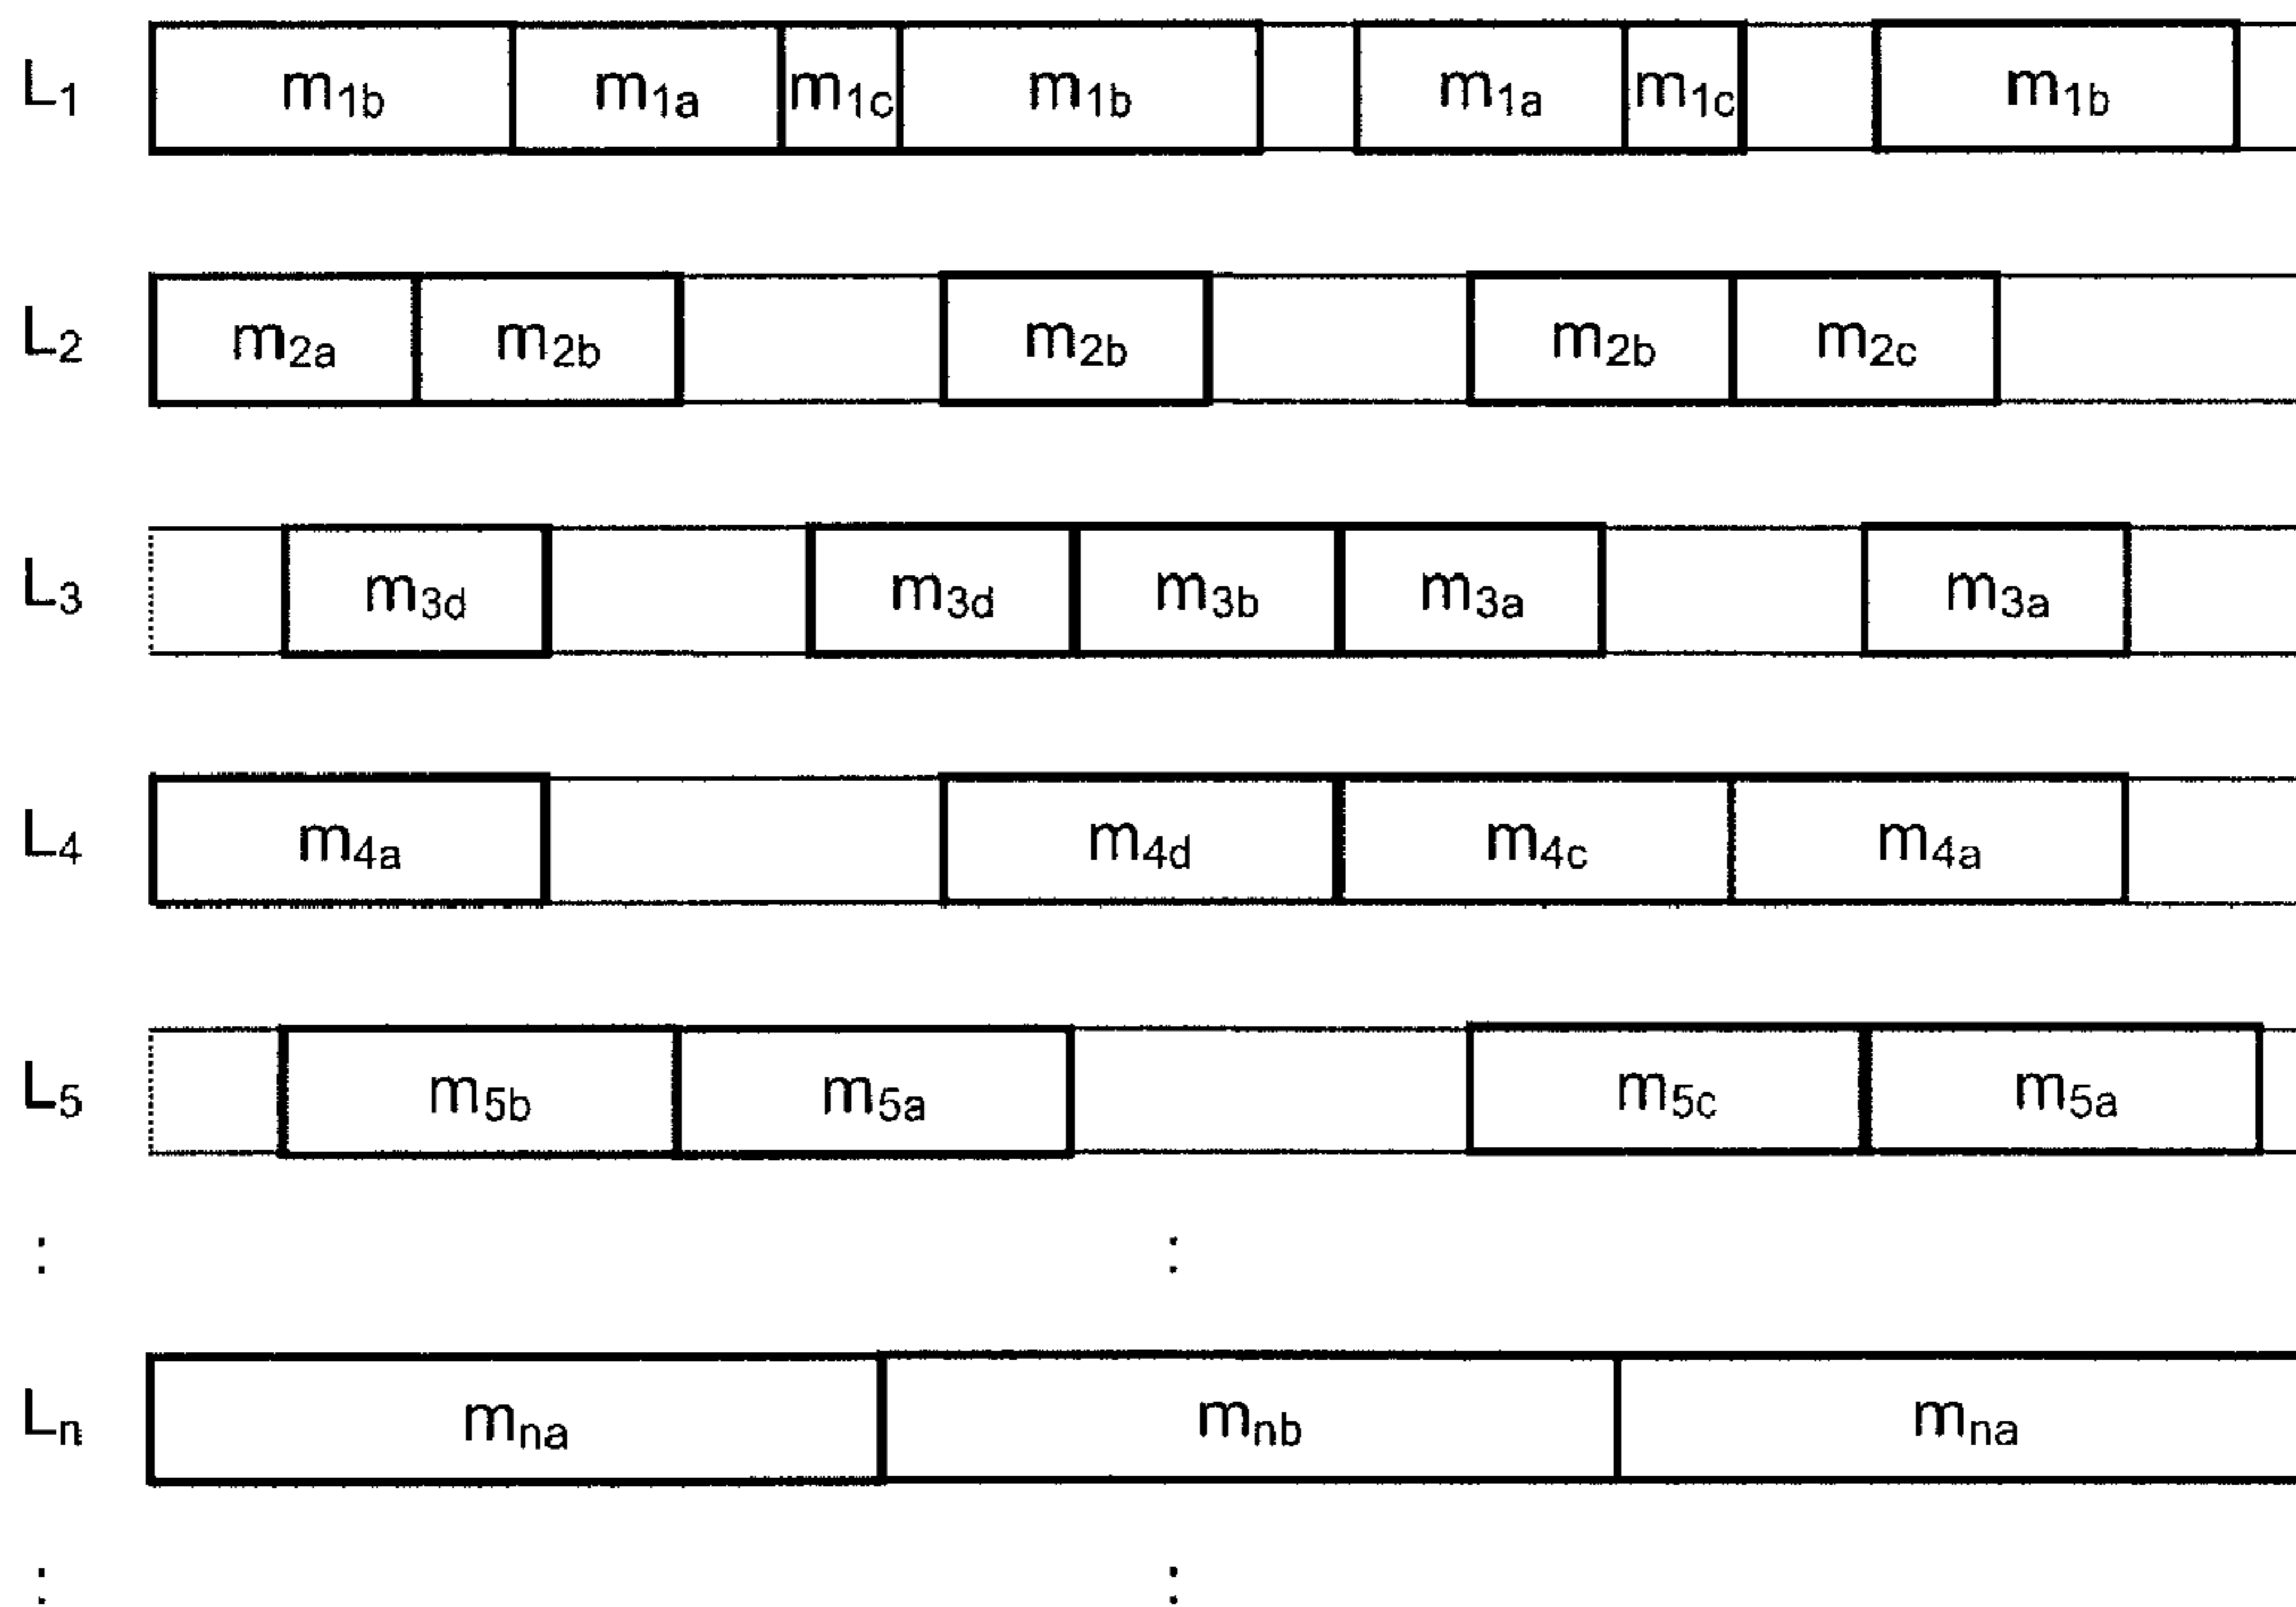 L₁ m₁b m₁a m₁c m₁b m₁a m₁c m₁b
L₂ m₂a m₂b m₂b m₂b m₂c
L₃ m₃d m₃d m₃b m₃a m₃a
L₄ m₄a m₄d m₄c m₄a
L₅ m₅b m₅a m₅c m₅a
: :
Lₙ mₙₐ mₙb mₙₐ
: :